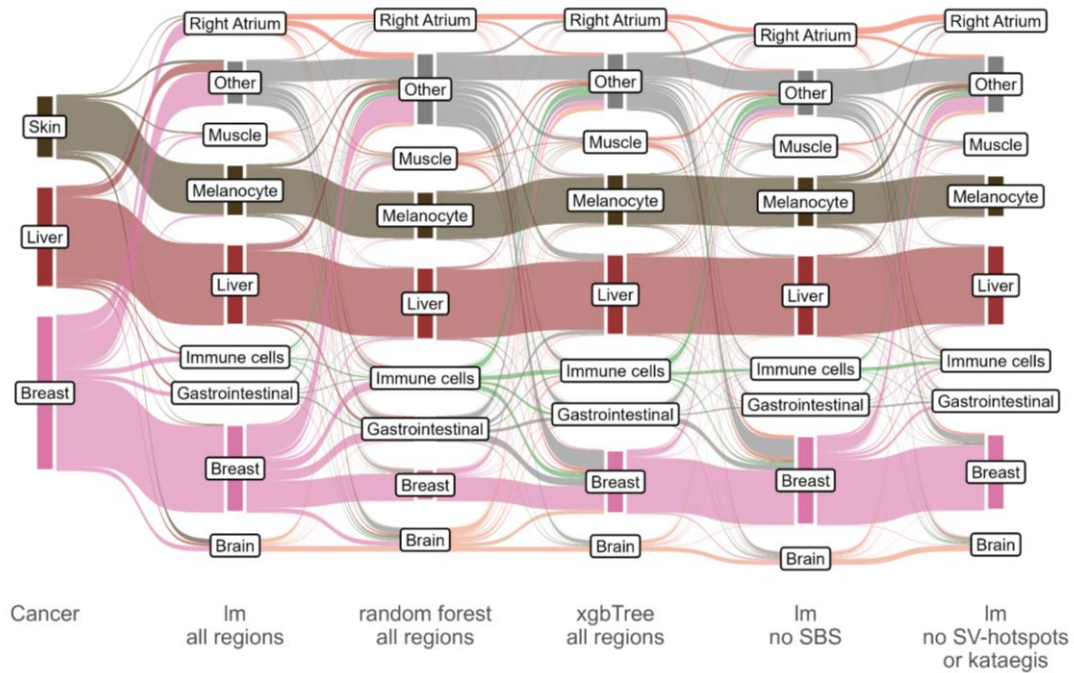 Skin
Liver
Breast
Right Atrium
Other
Muscle
Melanocyte
Liver
Immune cells
Gastrointestinal
Breast
Brain
Right Atrium
Other
Muscle
Melanocyte
Liver
Immune cells
Gastrointestinal
Breast
Brain
Right Atrium
Other
Muscle
Melanocyte
Liver
Immune cells
Gastrointestinal
Breast
Brain
Right Atrium
Other
Muscle
Melanocyte
Liver
Immune cells
Gastrointestinal
Breast
Brain
Right Atrium
Other
Muscle
Melanocyte
Liver
Immune cells
Gastrointestinal
Breast
Brain
Cancer
lm
all regions
random forest
all regions
xgbTree
all regions
lm
no SBS
lm
no SV-hotspots
or kataegis